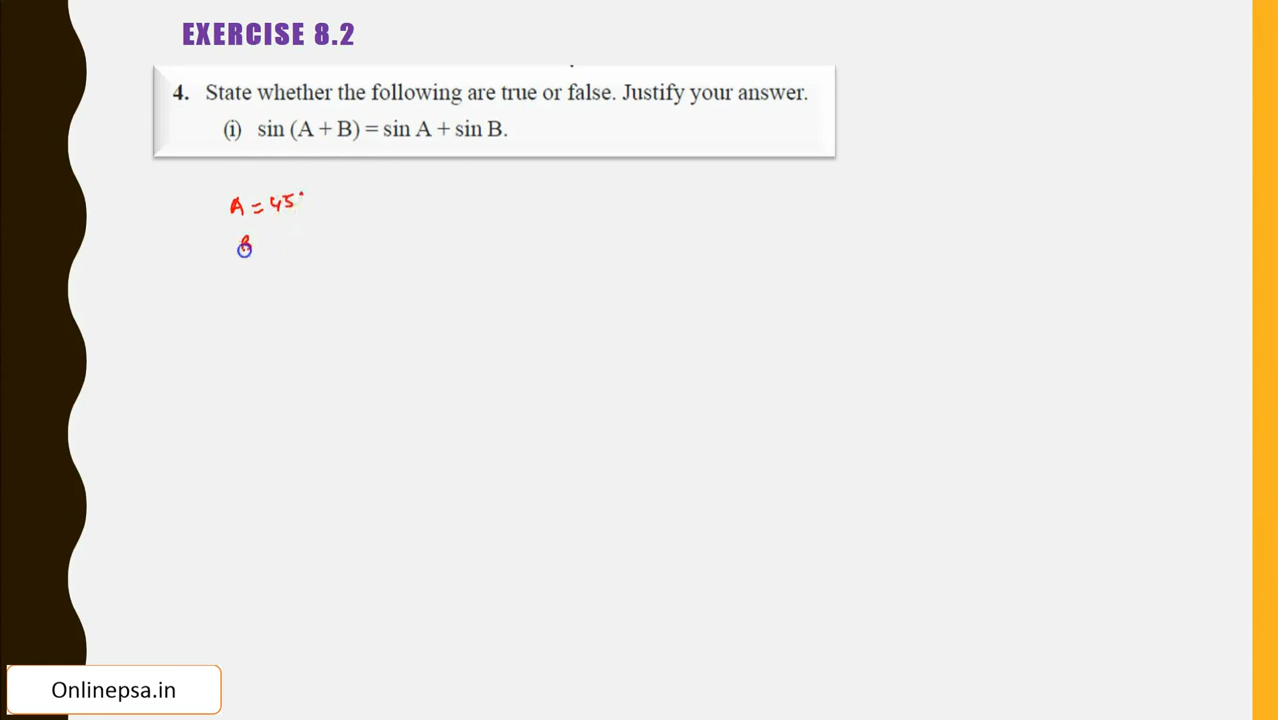 EXERCISE 8.2
4. State whether the following are true or false. Justify your answer.
(i) sin (A + B) = sin A + sin B.
A = 45°
B
Onlinepsa.in